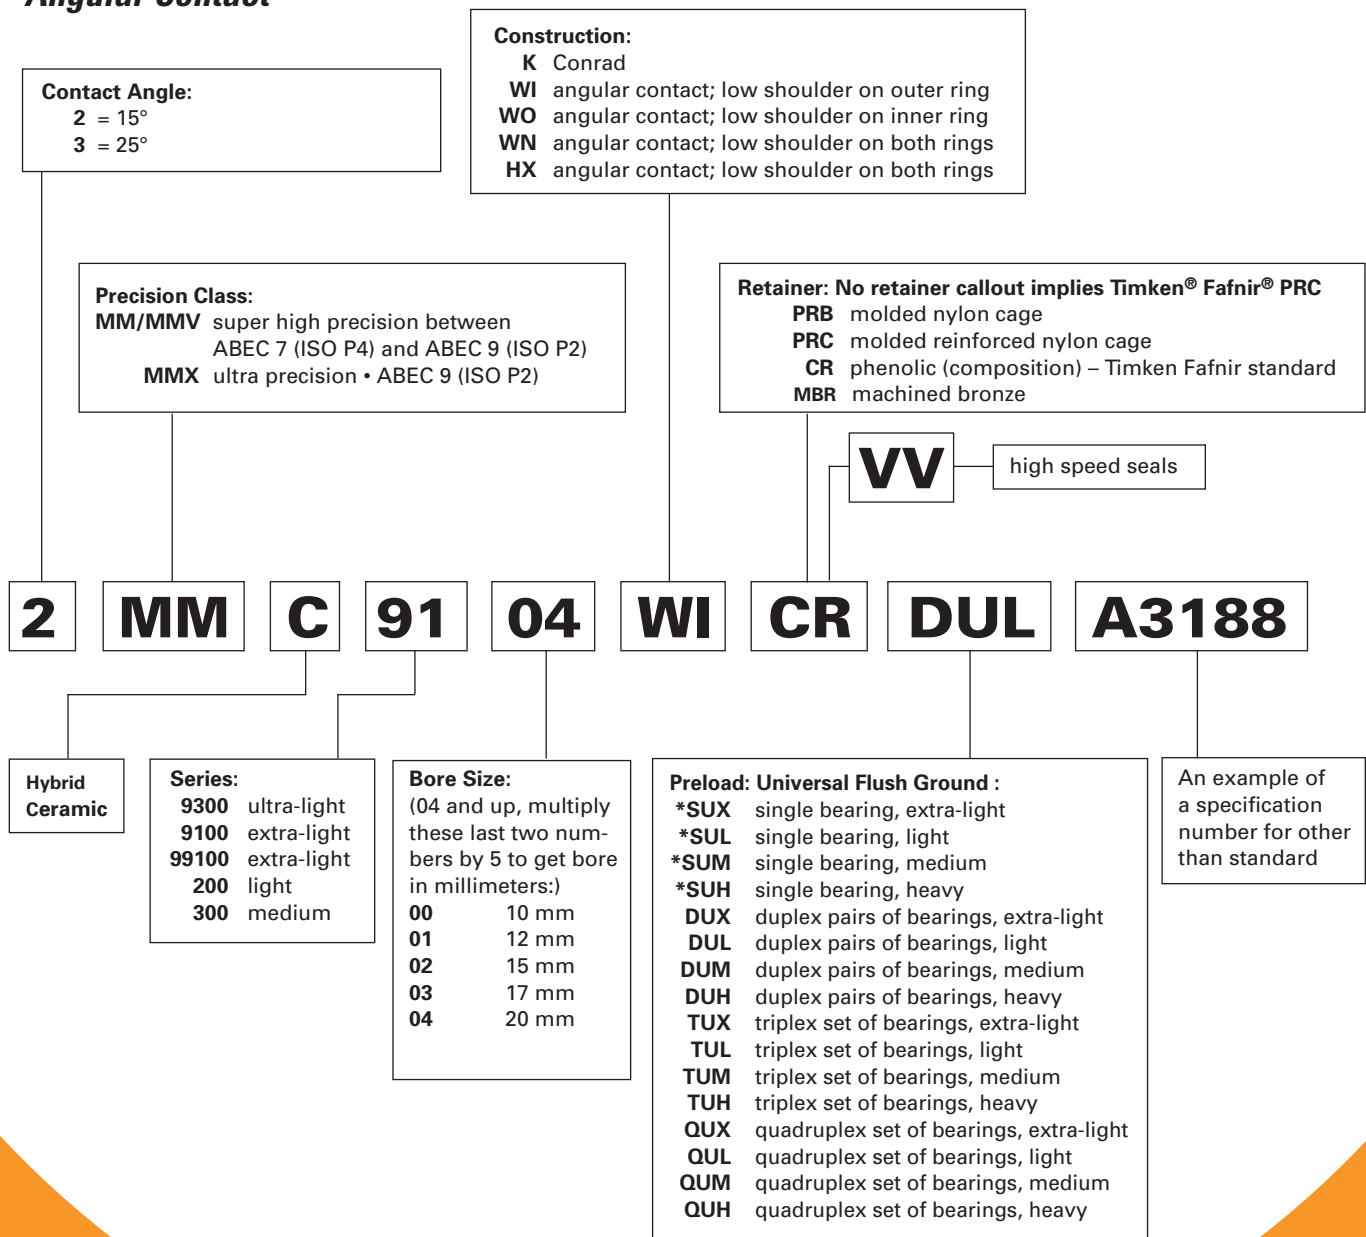 Angular Contact
Construction:
K Conrad
WI angular contact; low shoulder on outer ring
WO angular contact; low shoulder on inner ring
WN angular contact; low shoulder on both rings
HX angular contact; low shoulder on both rings
Contact Angle:
2 = 15°
3 = 25°
Precision Class:
MM/MMV super high precision between
ABEC 7 (ISO P4) and ABEC 9 (ISO P2)
MMX ultra precision • ABEC 9 (ISO P2)
Retainer: No retainer callout implies Timken® Fafnir® PRC
PRB molded nylon cage
PRC molded reinforced nylon cage
CR phenolic (composition) – Timken Fafnir standard
MBR machined bronze
VV high speed seals
2 MM C 91 04 WI CR DUL A3188
Hybrid
Ceramic
Series:
9300 ultra-light
9100 extra-light
99100 extra-light
200 light
300 medium
Bore Size:
(04 and up, multiply
these last two num-
bers by 5 to get bore
in millimeters:)
00 10 mm
01 12 mm
02 15 mm
03 17 mm
04 20 mm
Preload: Universal Flush Ground :
*SUX single bearing, extra-light
*SUL single bearing, light
*SUM single bearing, medium
*SUH single bearing, heavy
DUX duplex pairs of bearings, extra-light
DUL duplex pairs of bearings, light
DUM duplex pairs of bearings, medium
DUH duplex pairs of bearings, heavy
TUX triplex set of bearings, extra-light
TUL triplex set of bearings, light
TUM triplex set of bearings, medium
TUH triplex set of bearings, heavy
QUX quadruplex set of bearings, extra-light
QUL quadruplex set of bearings, light
QUM quadruplex set of bearings, medium
QUH quadruplex set of bearings, heavy
An example of
a specification
number for other
than standard